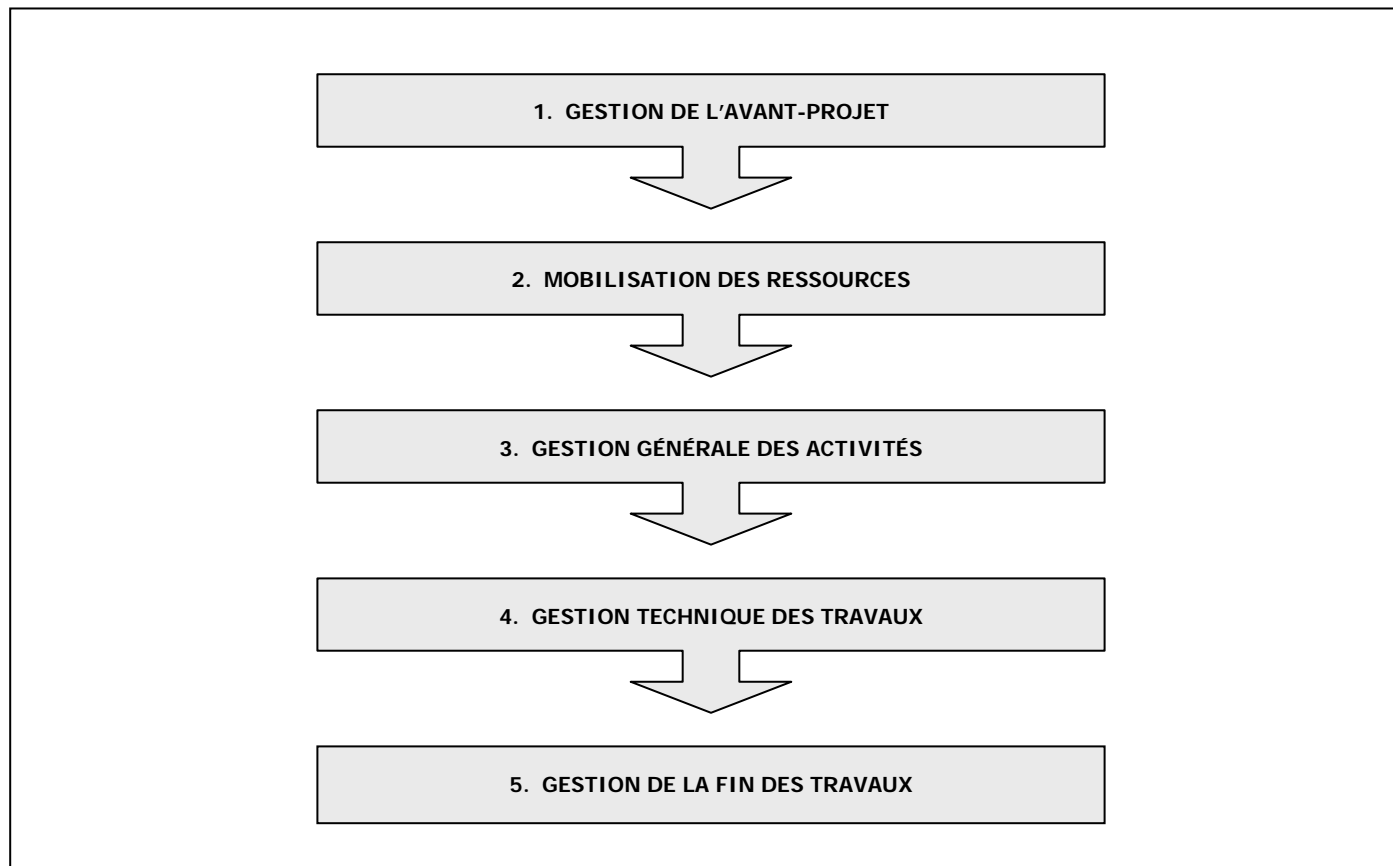 1. GESTION DE L’AVANT-PROJET
2. MOBILISATION DES RESSOURCES
3. GESTION GÉNÉRALE DES ACTIVITÉS
4. GESTION TECHNIQUE DES TRAVAUX
5. GESTION DE LA FIN DES TRAVAUX